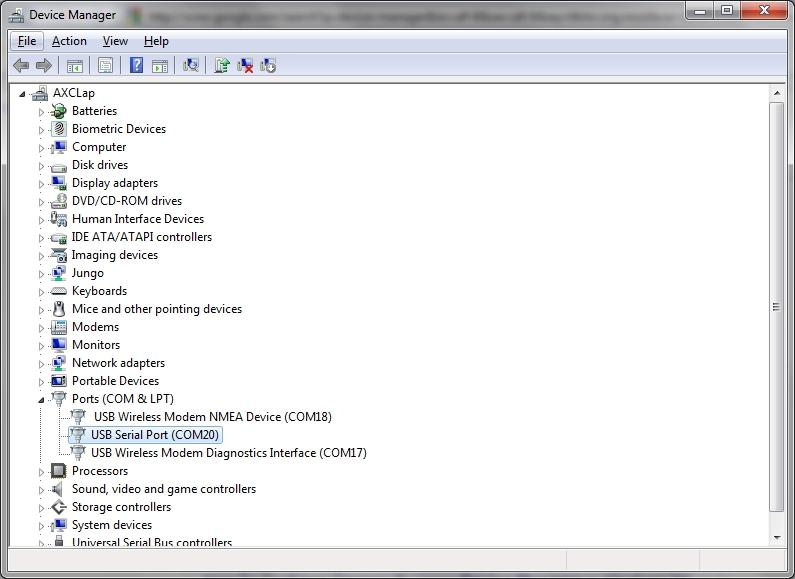 Device Manager
File Action View Help
AXCLap
Batteries
Biometric Devices
Computer
Disk drives
Display adapters
DVD/CD-ROM drives
Human Interface Devices
IDE ATA/ATAPI controllers
Imaging devices
Jungo
Keyboards
Mice and other pointing devices
Modems
Monitors
Network adapters
Portable Devices
Ports (COM & LPT)
USB Wireless Modem NMEA Device (COM18)
USB Serial Port (COM20)
USB Wireless Modem Diagnostics Interface (COM17)
Processors
Sound, video and game controllers
Storage controllers
System devices
Universal Serial Bus controllers